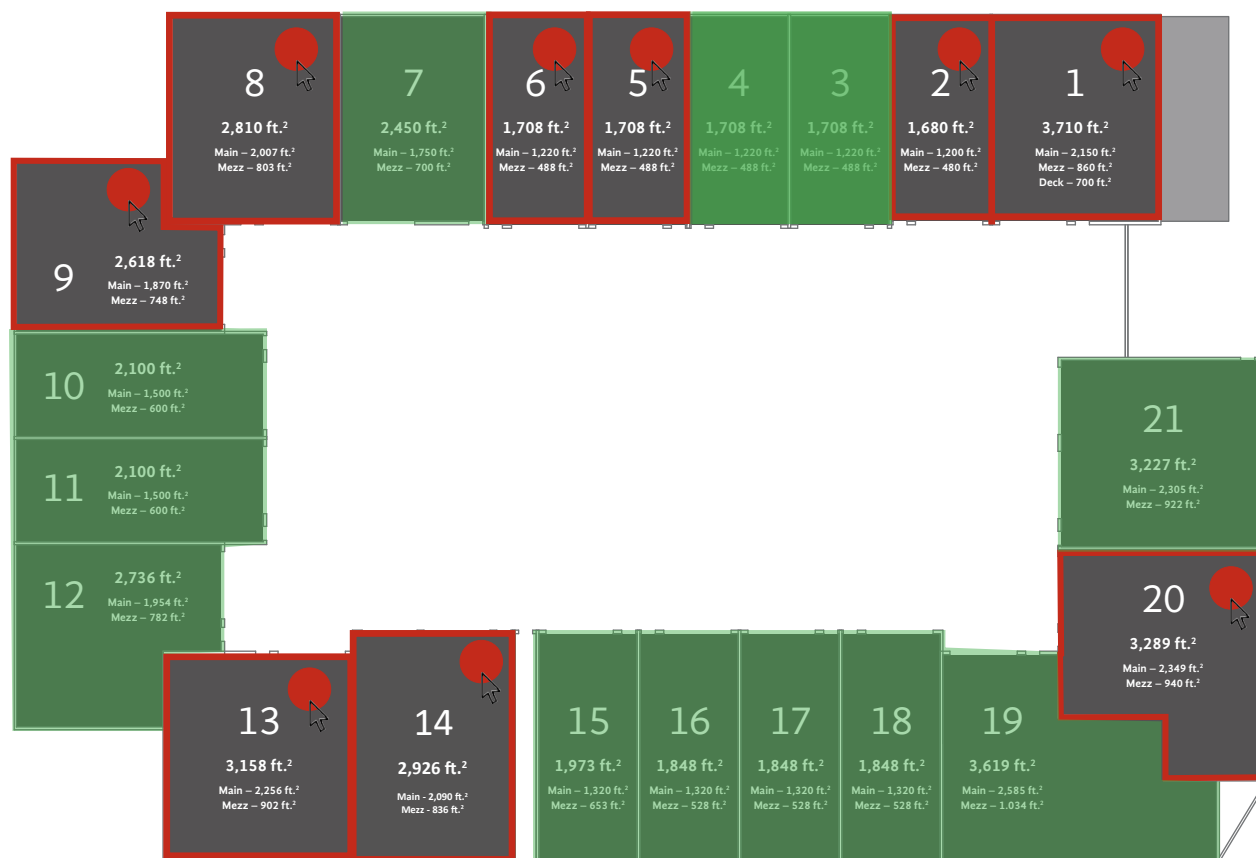 8
2,810 ft.²
Main – 2,007 ft.²
Mezz – 803 ft.²
7
2,450 ft.²
Main – 1,750 ft.²
Mezz – 700 ft.²
6
1,708 ft.²
Main – 1,220 ft.²
Mezz – 488 ft.²
5
1,708 ft.²
Main – 1,220 ft.²
Mezz – 488 ft.²
4
1,708 ft.²
Main – 1,220 ft.²
Mezz – 488 ft.²
3
1,708 ft.²
Main – 1,220 ft.²
Mezz – 488 ft.²
2
1,680 ft.²
Main – 1,200 ft.²
Mezz – 480 ft.²
1
3,710 ft.²
Main – 2,150 ft.²
Mezz – 860 ft.²
Deck – 700 ft.²
9
2,618 ft.²
Main – 1,870 ft.²
Mezz – 748 ft.²
10
2,100 ft.²
Main – 1,500 ft.²
Mezz – 600 ft.²
11
2,100 ft.²
Main – 1,500 ft.²
Mezz – 600 ft.²
12
2,736 ft.²
Main – 1,954 ft.²
Mezz – 782 ft.²
13
3,158 ft.²
Main – 2,256 ft.²
Mezz – 902 ft.²
14
2,926 ft.²
Main - 2,090 ft.²
Mezz - 836 ft.²
15
1,973 ft.²
Main – 1,320 ft.²
Mezz – 653 ft.²
16
1,848 ft.²
Main – 1,320 ft.²
Mezz – 528 ft.²
17
1,848 ft.²
Main – 1,320 ft.²
Mezz – 528 ft.²
18
1,848 ft.²
Main – 1,320 ft.²
Mezz – 528 ft.²
19
3,619 ft.²
Main – 2,585 ft.²
Mezz – 1.034 ft.²
21
3,227 ft.²
Main – 2,305 ft.²
Mezz – 922 ft.²
20
3,289 ft.²
Main – 2,349 ft.²
Mezz – 940 ft.²